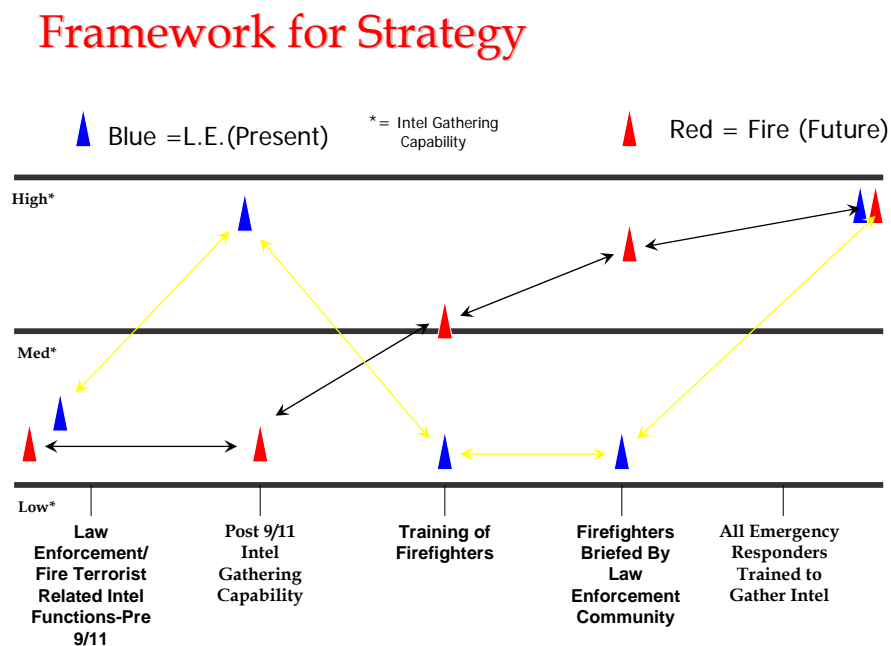 Framework for Strategy
Blue =L.E.(Present)
*= Intel Gathering
Capability
Red = Fire (Future)
High*
Med*
Low*
Law
Enforcement/
Fire Terrorist
Related Intel
Functions-Pre
9/11
Post 9/11
Intel
Gathering
Capability
Training of
Firefighters
Firefighters
Briefed By
Law
Enforcement
Community
All Emergency
Responders
Trained to
Gather Intel